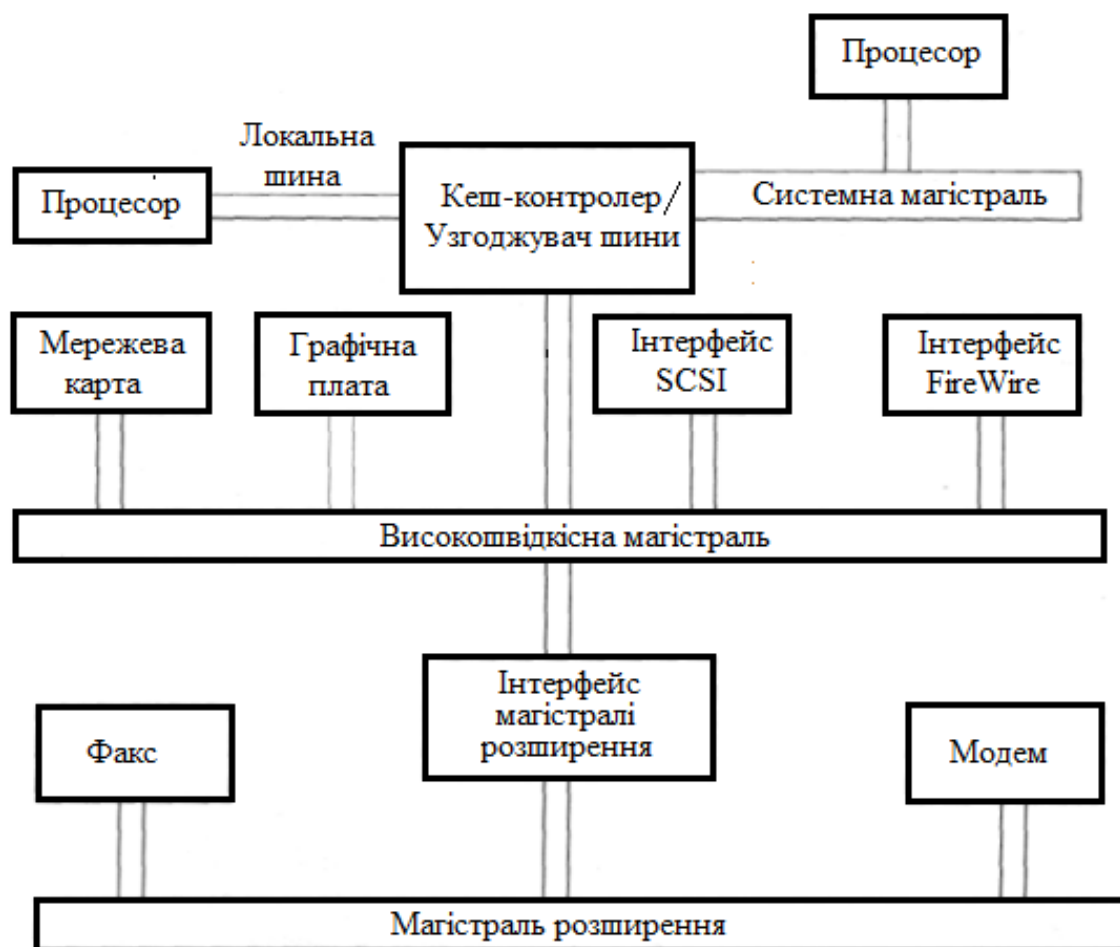 Процесор
Локальна
шина
Процесор
Кеш-контролер/
Узгоджувач шини
Системна магістраль
Мережева
карта
Графічна
плата
Інтерфейс
SCSI
Інтерфейс
FireWire
Високошвідкісна магістраль
Інтерфейс
магістралі
розширення
Факс
Модем
Магістраль розширення